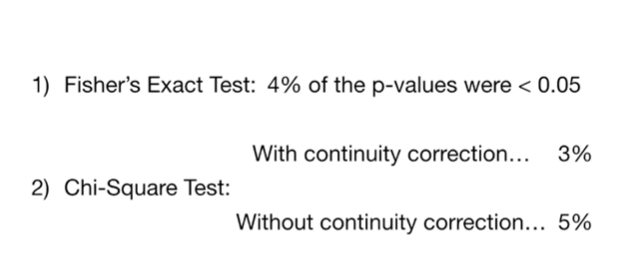 1) Fisher's Exact Test: 4% of the p-values were < 0.05
With continuity correction... 3%
2) Chi-Square Test:
Without continuity correction... 5%